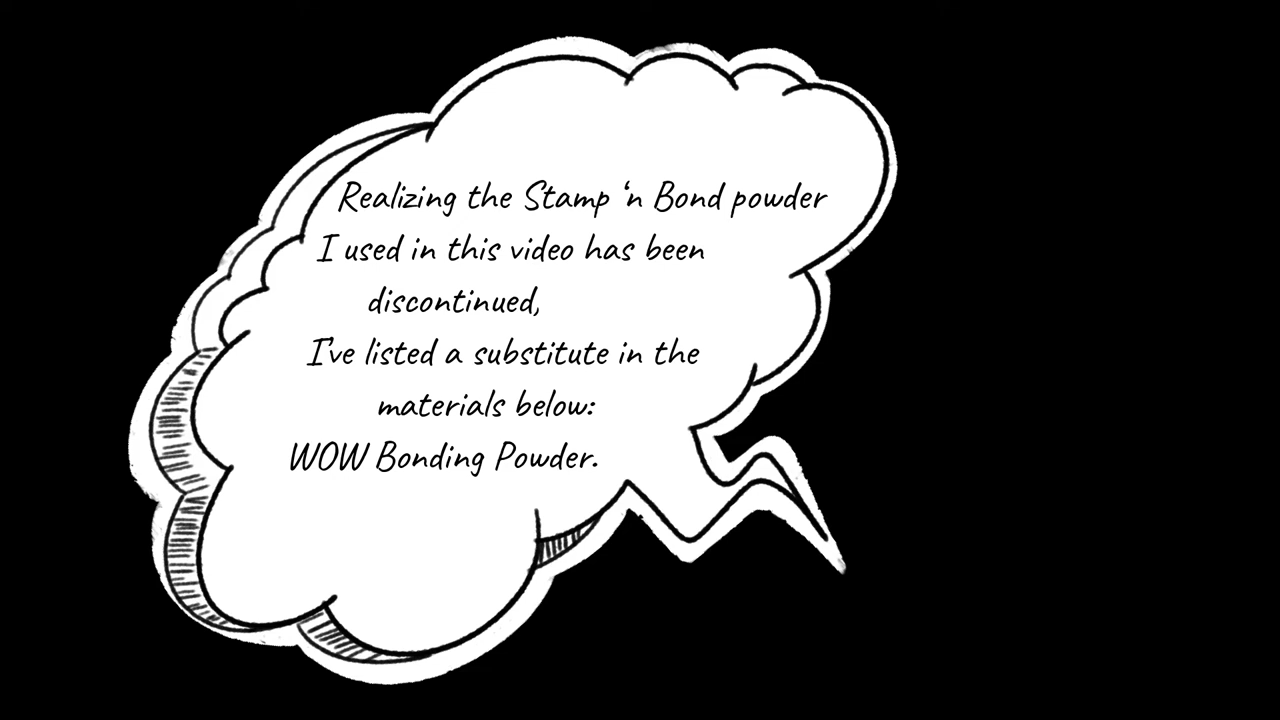 Realizing the Stamp ‘n Bond powder
I used in this video has been
discontinued,
I've listed a substitute in the
materials below:
WOW Bonding Powder.